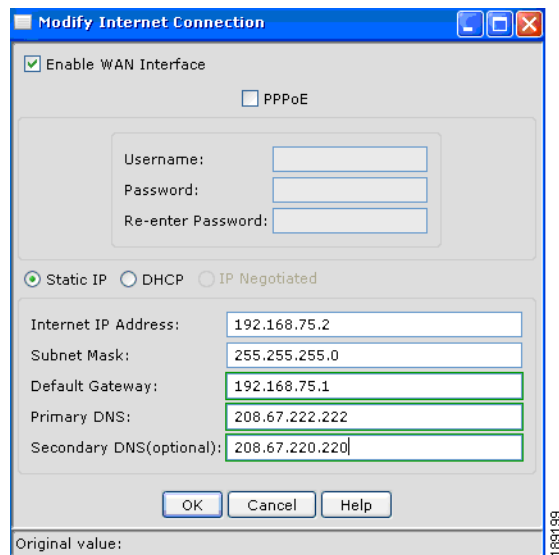 Modify Internet Connection
Enable WAN Interface
PPPoE
Username:
Password:
Re-enter Password:
Static IP DHCP IP Negotiated
Internet IP Address: 192.168.75.2
Subnet Mask: 255.255.255.0
Default Gateway: 192.168.75.1
Primary DNS: 208.67.222.222
Secondary DNS(optional): 208.67.220.220
OK Cancel Help
Original value: